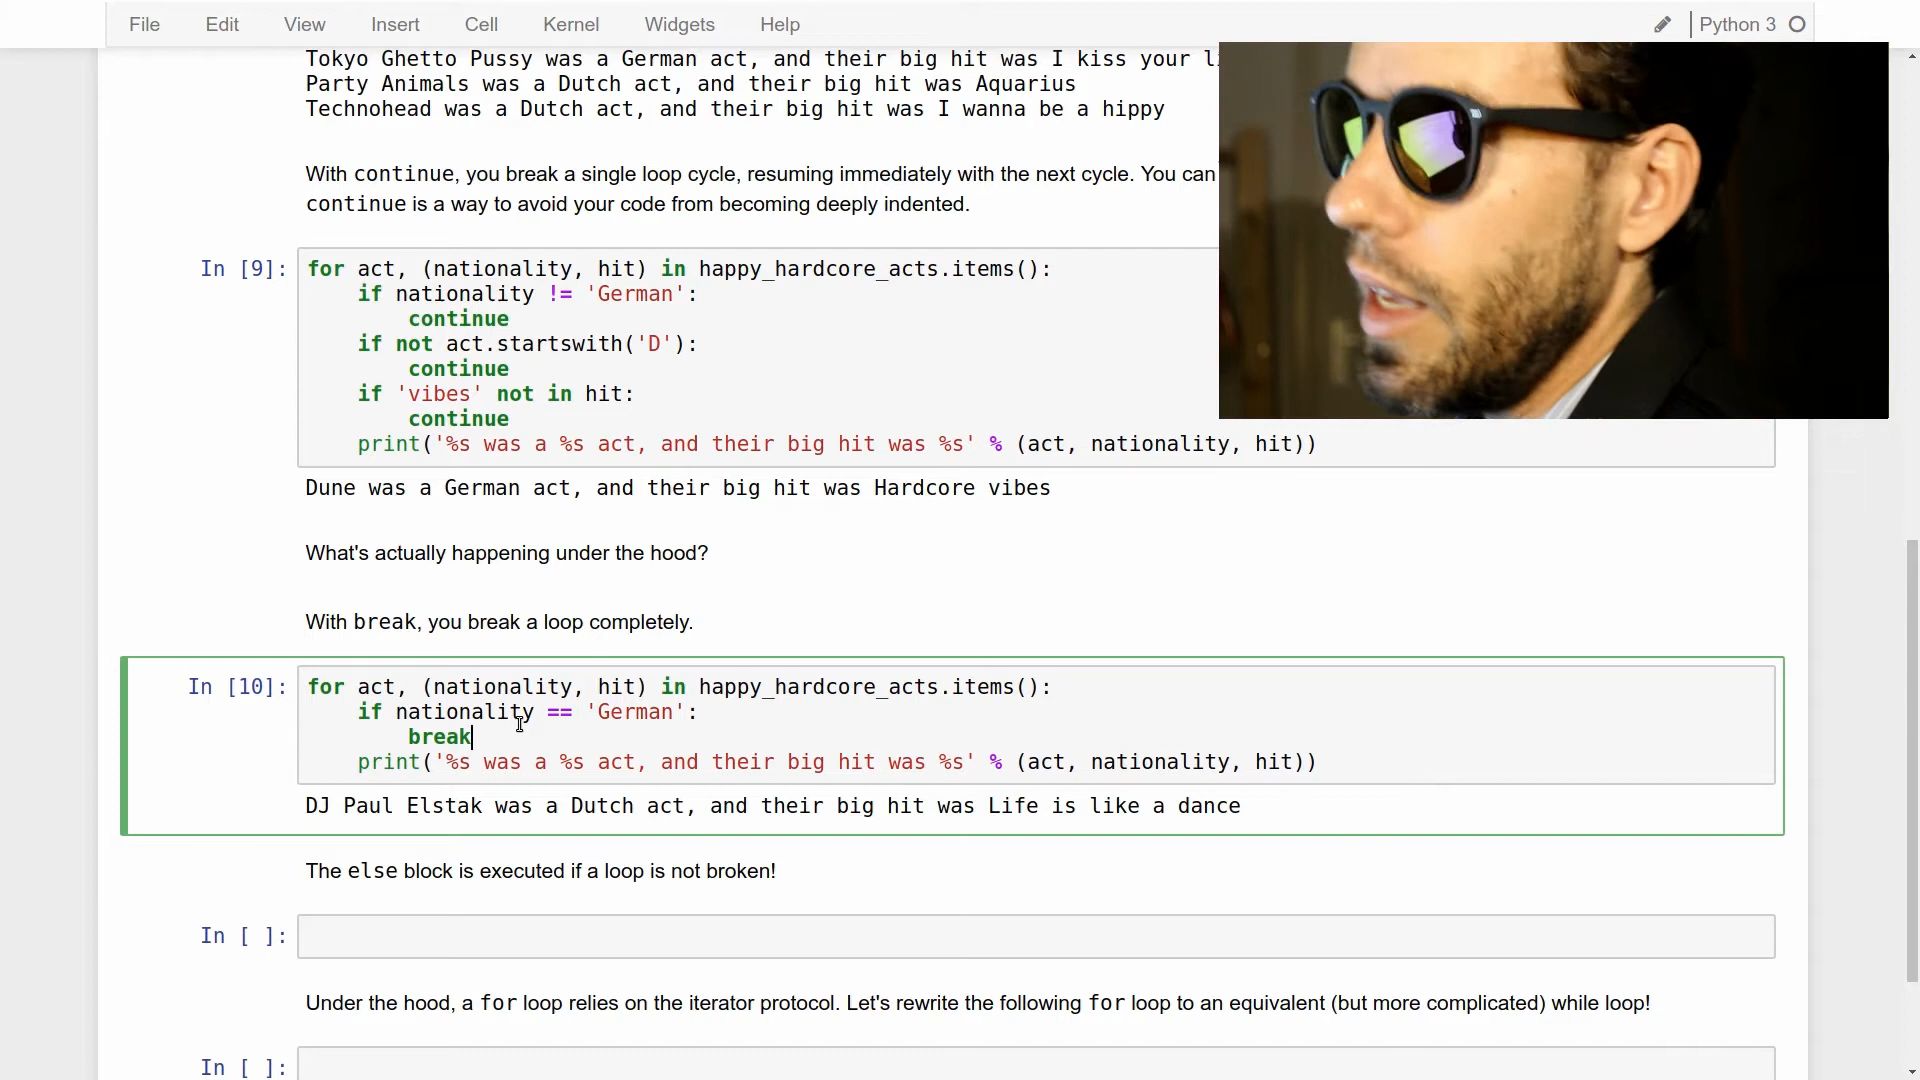 File Edit View Insert Cell Kernel Widgets Help Python 3
Tokyo Ghetto Pussy was a German act, and their big hit was I kiss your
Party Animals was a Dutch act, and their big hit was Aquarius
Technohead was a Dutch act, and their big hit was I wanna be a hippy
With continue, you break a single loop cycle, resuming immediately with the next cycle. You can
continue is a way to avoid your code from becoming deeply indented.
In [9]: for act, (nationality, hit) in happy_hardcore_acts.items():
if nationality != 'German':
continue
if not act.startswith('D'):
continue
if 'vibes' not in hit:
continue
print('%s was a %s act, and their big hit was %s' % (act, nationality, hit))
Dune was a German act, and their big hit was Hardcore vibes
What's actually happening under the hood?
With break, you break a loop completely.
In [10]: for act, (nationality, hit) in happy_hardcore_acts.items():
if nationality == 'German':
break
print('%s was a %s act, and their big hit was %s' % (act, nationality, hit))
DJ Paul Elstak was a Dutch act, and their big hit was Life is like a dance
The else block is executed if a loop is not broken!
In [ ]:
Under the hood, a for loop relies on the iterator protocol. Let's rewrite the following for loop to an equivalent (but more complicated) while loop!
In [ ]: